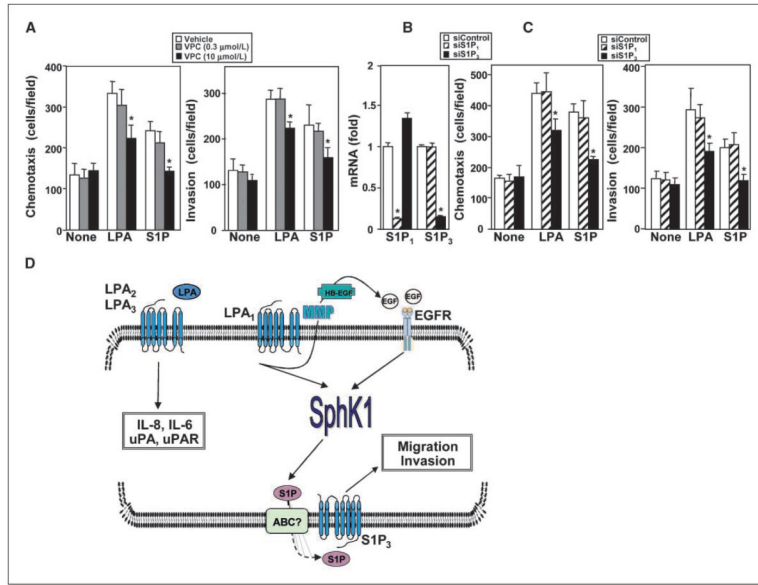 A
Vehicle
VPC (0.3 μmol/L)
VPC (10 μmol/L)
Chemotaxis (cells/field)
400
300
200
100
0
*
*
None LPA S1P
Invasion (cells/field)
300
200
100
0
*
*
None LPA S1P
B
siControl
siS1P₁
siS1P₃
mRNA (fold)
2
1.5
1
0.5
0
*
*
S1P₁ S1P₃
C
siControl
siS1P₁
siS1P₃
Chemotaxis (cells/field)
500
400
300
200
100
0
*
*
None LPA S1P
Invasion (cells/field)
400
300
200
100
0
*
*
None LPA S1P
D
LPA₂
LPA₃
LPA
LPA₁
HB-EGF
MMP
EGF
EGF
EGFR
IL-8, IL-6
uPA, uPAR
SphK1
Migration
Invasion
S1P
ABC?
S1P₃
S1P